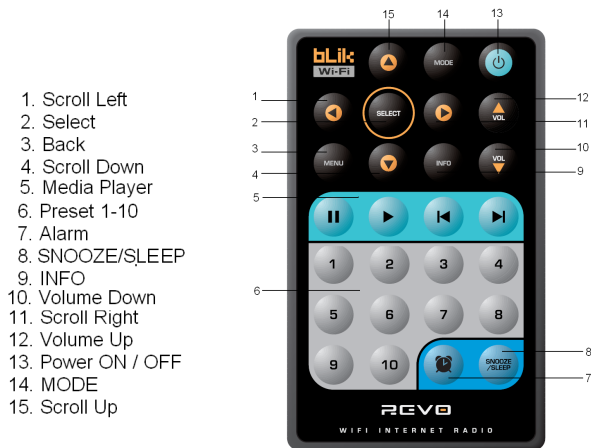 1. Scroll Left
2. Select
3. Back
4. Scroll Down
5. Media Player
6. Preset 1-10
7. Alarm
8. SNOOZE/SLEEP
9. INFO
10. Volume Down
11. Scroll Right
12. Volume Up
13. Power ON / OFF
14. MODE
15. Scroll Up
15 14 13
bLik
Wi-Fi
MODE
1 12
2 SELECT VOL 11
3 10
MENU INFO VOL
4 9
5
1 2 3 4
6
5 6 7 8
9 10 SNOOZE
/SLEEP
8
7
REVO
WIFI INTERNET RADIO